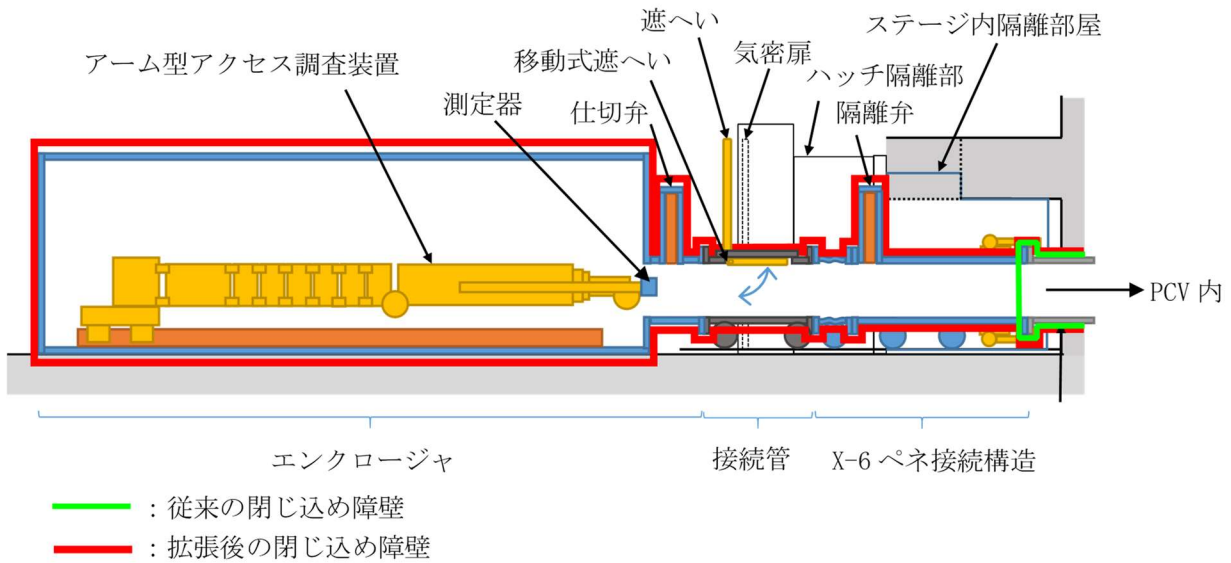 遮へい
ステージ内隔離部屋
アーム型アクセス調査装置
移動式遮へい
気密扉
ハッチ隔離部
測定器
仕切弁
隔離弁
PCV 内
エンクロージャ
接続管
X-6 ペネ接続構造
：従来の閉じ込め障壁
：拡張後の閉じ込め障壁